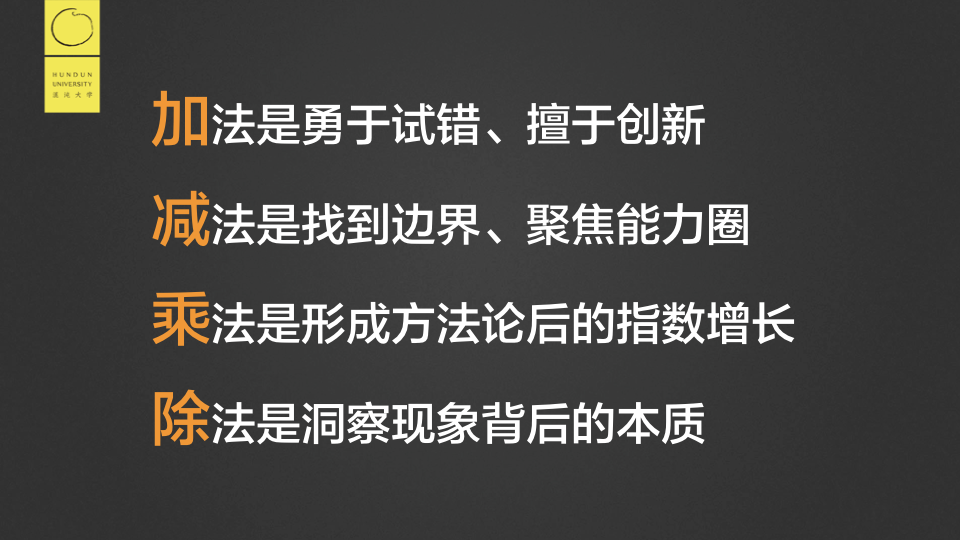 HUNDUN
UNIVERSITY
混沌大学
加法是勇于试错、擅于创新
减法是找到边界、聚焦能力圈
乘法是形成方法论后的指数增长
除法是洞察现象背后的本质